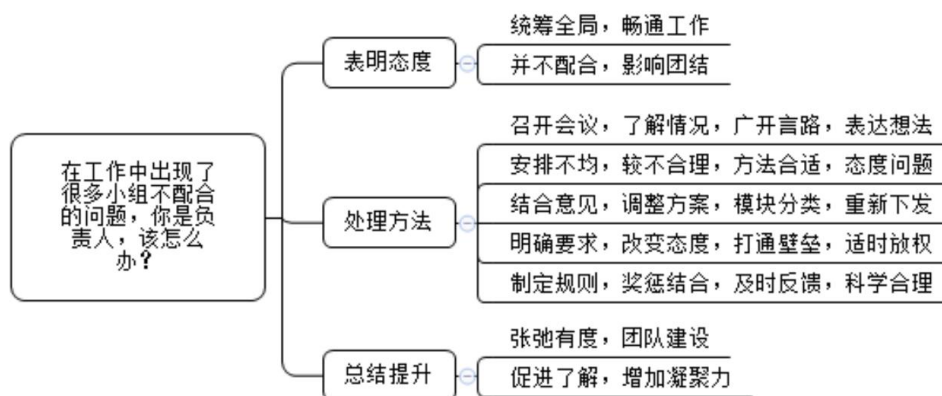 在工作中出现了
很多小组不配合
的问题，你是负
责人，该怎么
办？
表明态度
统筹全局，畅通工作
并不配合，影响团结
处理方法
召开会议，了解情况，广开言路，表达想法
安排不均，较不合理，方法合适，态度问题
结合意见，调整方案，模块分类，重新下发
明确要求，改变态度，打通壁垒，适时放权
制定规则，奖惩结合，及时反馈，科学合理
总结提升
张弛有度，团队建设
促进了解，增加凝聚力